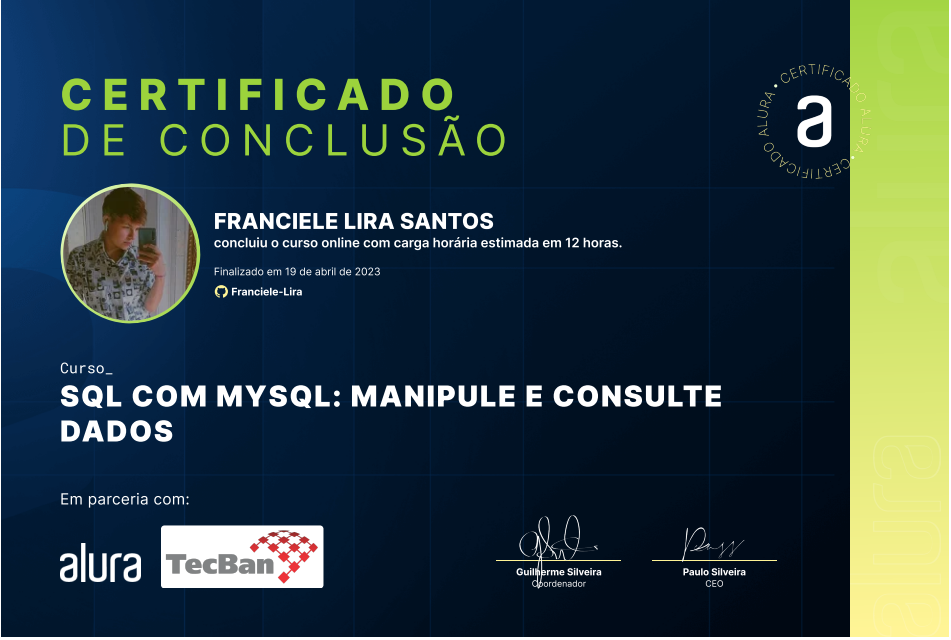 CERTIFICADO
DE CONCLUSÃO
CERTIFICADO ALURA • CERTIFICADO ALURA •
a
FRANCIELE LIRA SANTOS
concluiu o curso online com carga horária estimada em 12 horas.
Finalizado em 19 de abril de 2023
Franciele-Lira
Curso_
SQL COM MYSQL: MANIPULE E CONSULTE
DADOS
Em parceria com:
alura
TecBan
Guilherme Silveira
Coordenador
Paulo Silveira
CEO